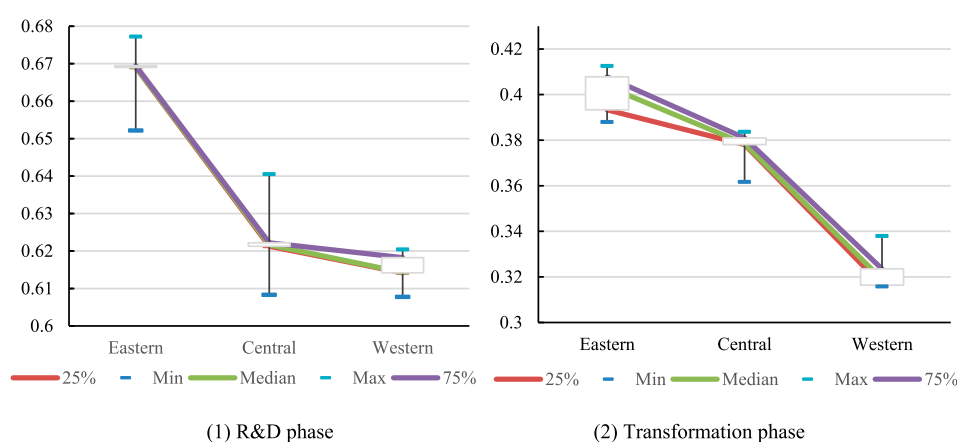 0.68
0.67
0.66
0.65
0.64
0.63
0.62
0.61
0.6
Eastern Central Western
25% Min Median Max 75%
(1) R&D phase
0.42
0.4
0.38
0.36
0.34
0.32
0.3
Eastern Central Western
25% Min Median Max 75%
(2) Transformation phase